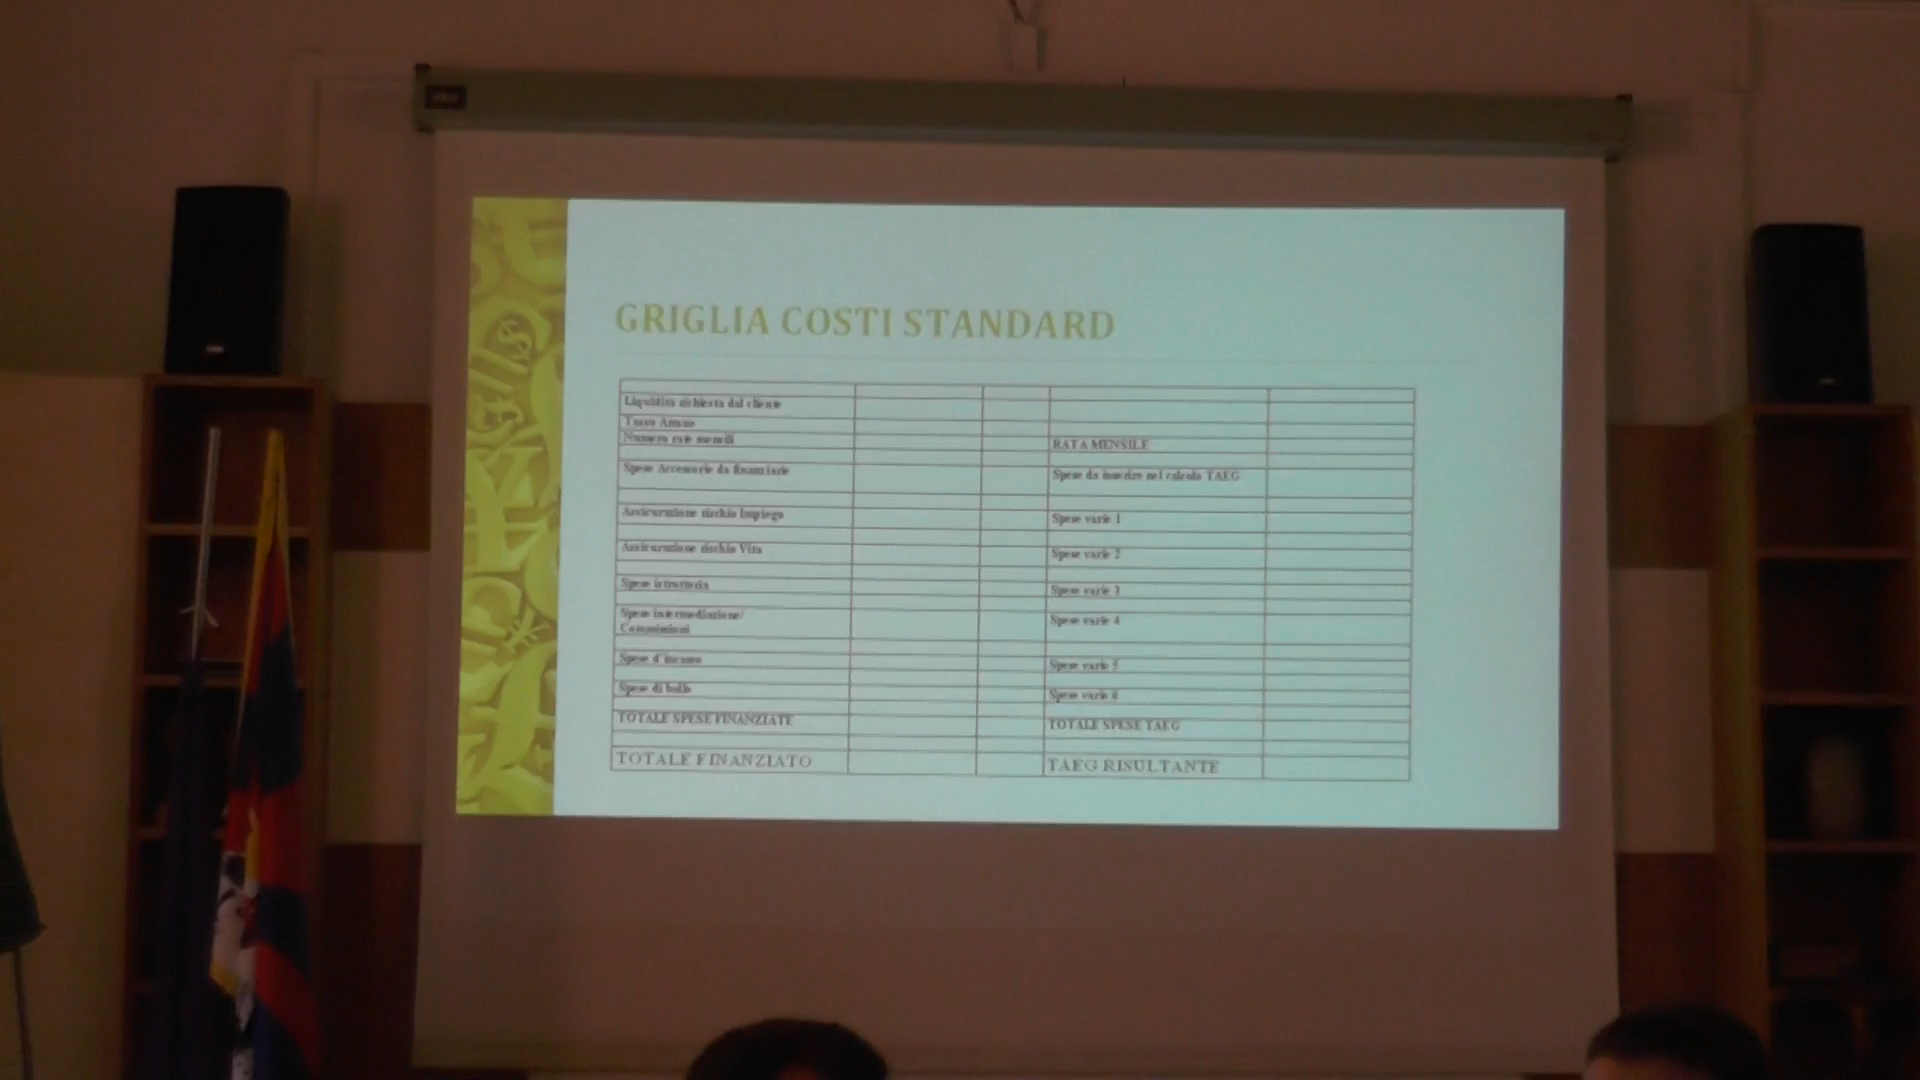 GRIGLIA COSTI STANDARD
Liquidita richiesta dal cliente
Tasso Annuo
Numero rate mensili
RATA MENSILE
Spese Accessorie da finanziarie
Spese da inserire nel calcolo TAEG
Assicurazione rischio Impiego
Spese varie 1
Assicurazione rischio Vita
Spese varie 2
Spese istruttoria
Spese varie 3
Spese intermediazione/
Commissioni
Spese varie 4
Spese d'incasso
Spese varie 5
Spese di bollo
Spese varie 6
TOTALE SPESE FINANZIATE
TOTALE SPESE TAEG
TOTALE FINANZIATO
TAEG RISULTANTE